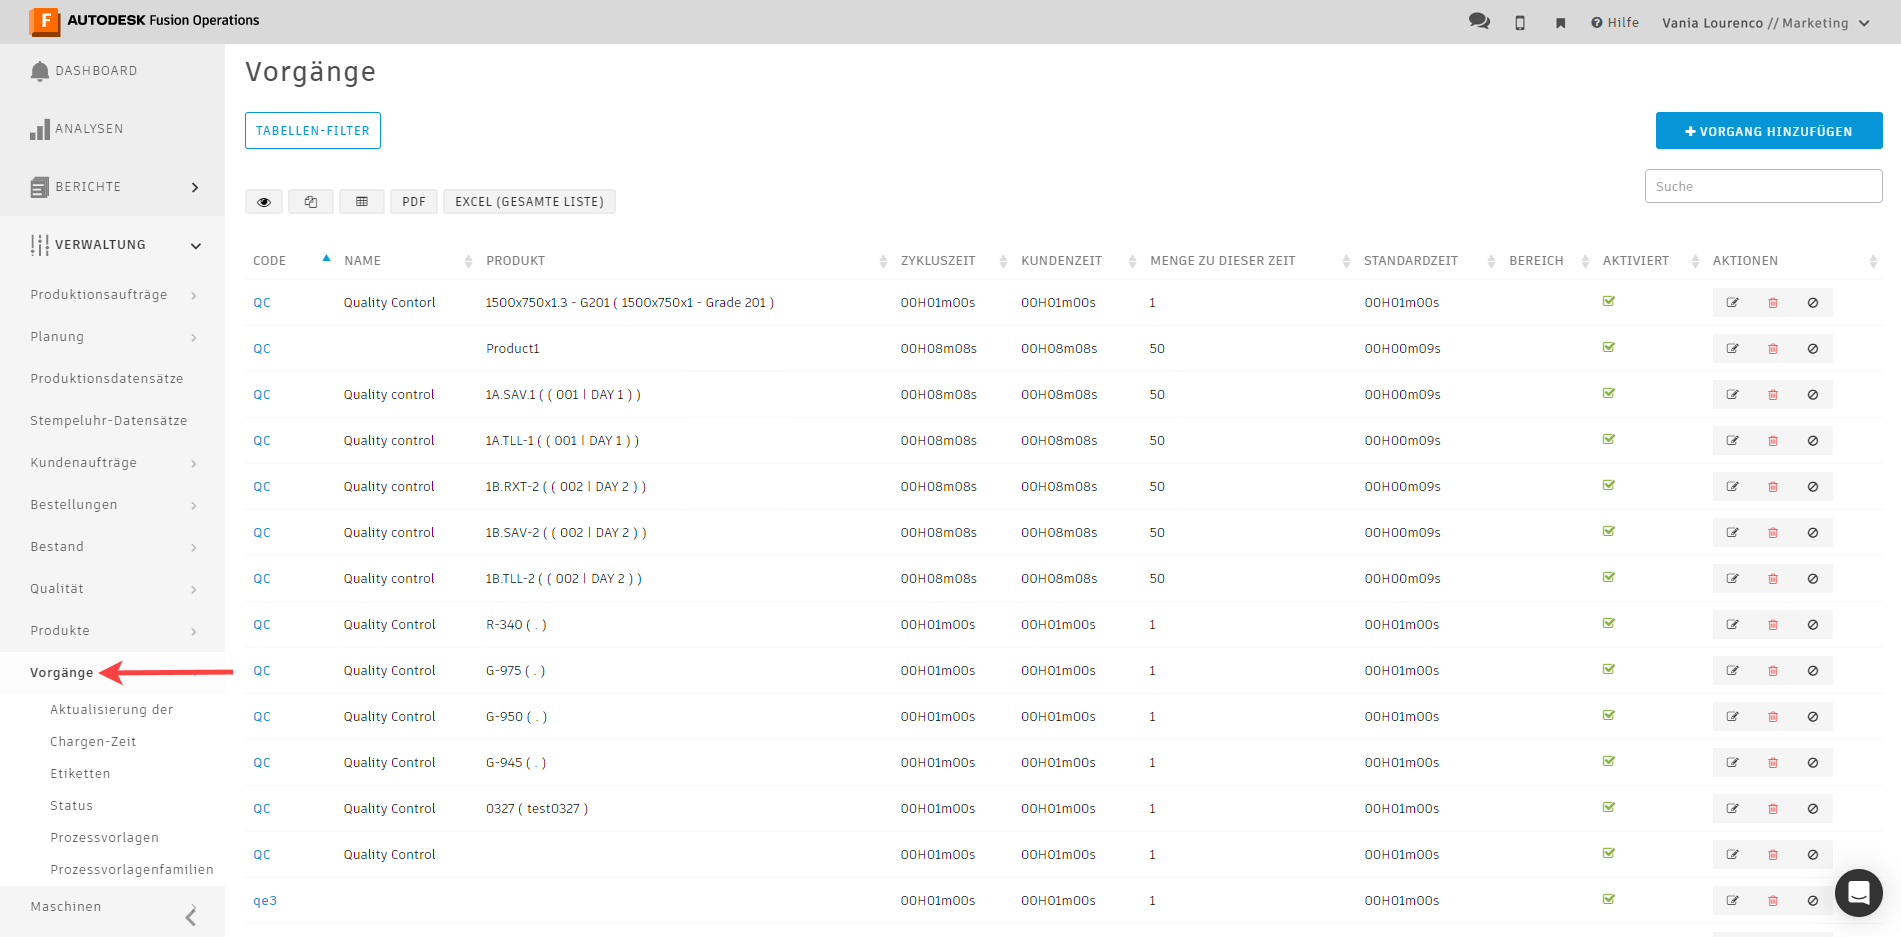 F AUTODESK Fusion Operations
Hilfe
Vania Lourenco // Marketing
DASHBOARD
ANALYSEN
BERICHTE
VERWALTUNG
Produktionsaufträge
Planung
Produktionsdatensätze
Stempeluhr-Datensätze
Kundenaufträge
Bestellungen
Bestand
Qualität
Produkte
Vorgänge
Aktualisierung der
Chargen-Zeit
Etiketten
Status
Prozessvorlagen
Prozessvorlagenfamilien
Maschinen
Vorgänge
TABELLEN-FILTER
+ VORGANG HINZUFÜGEN
Suche
PDF
EXCEL (GESAMTE LISTE)
CODE NAME PRODUKT ZYKLUSZEIT KUNDENZEIT MENGE ZU DIESER ZEIT STANDARDZEIT BEREICH AKTIVIERT AKTIONEN
QC Quality Contorl 1500x750x1.3 - G201 ( 1500x750x1 - Grade 201 ) 00H01m00s 00H01m00s 1 00H01m00s
QC Product1 00H08m08s 00H08m08s 50 00H00m09s
QC Quality control 1A.SAV.1 ( ( 001 | DAY 1 ) ) 00H08m08s 00H08m08s 50 00H00m09s
QC Quality control 1A.TLL-1 ( ( 001 | DAY 1 ) ) 00H08m08s 00H08m08s 50 00H00m09s
QC Quality control 1B.RXT-2 ( ( 002 | DAY 2 ) ) 00H08m08s 00H08m08s 50 00H00m09s
QC Quality control 1B.SAV-2 ( ( 002 | DAY 2 ) ) 00H08m08s 00H08m08s 50 00H00m09s
QC Quality control 1B.TLL-2 ( ( 002 | DAY 2 ) ) 00H08m08s 00H08m08s 50 00H00m09s
QC Quality Control R-340 ( . ) 00H01m00s 00H01m00s 1 00H01m00s
QC Quality Control G-975 ( . ) 00H01m00s 00H01m00s 1 00H01m00s
QC Quality Control G-950 ( . ) 00H01m00s 00H01m00s 1 00H01m00s
QC Quality Control G-945 ( . ) 00H01m00s 00H01m00s 1 00H01m00s
QC Quality Control 0327 ( test0327 ) 00H01m00s 00H01m00s 1 00H01m00s
QC Quality Control 00H01m00s 00H01m00s 1 00H01m00s
qe3 00H01m00s 00H01m00s 1 00H01m00s